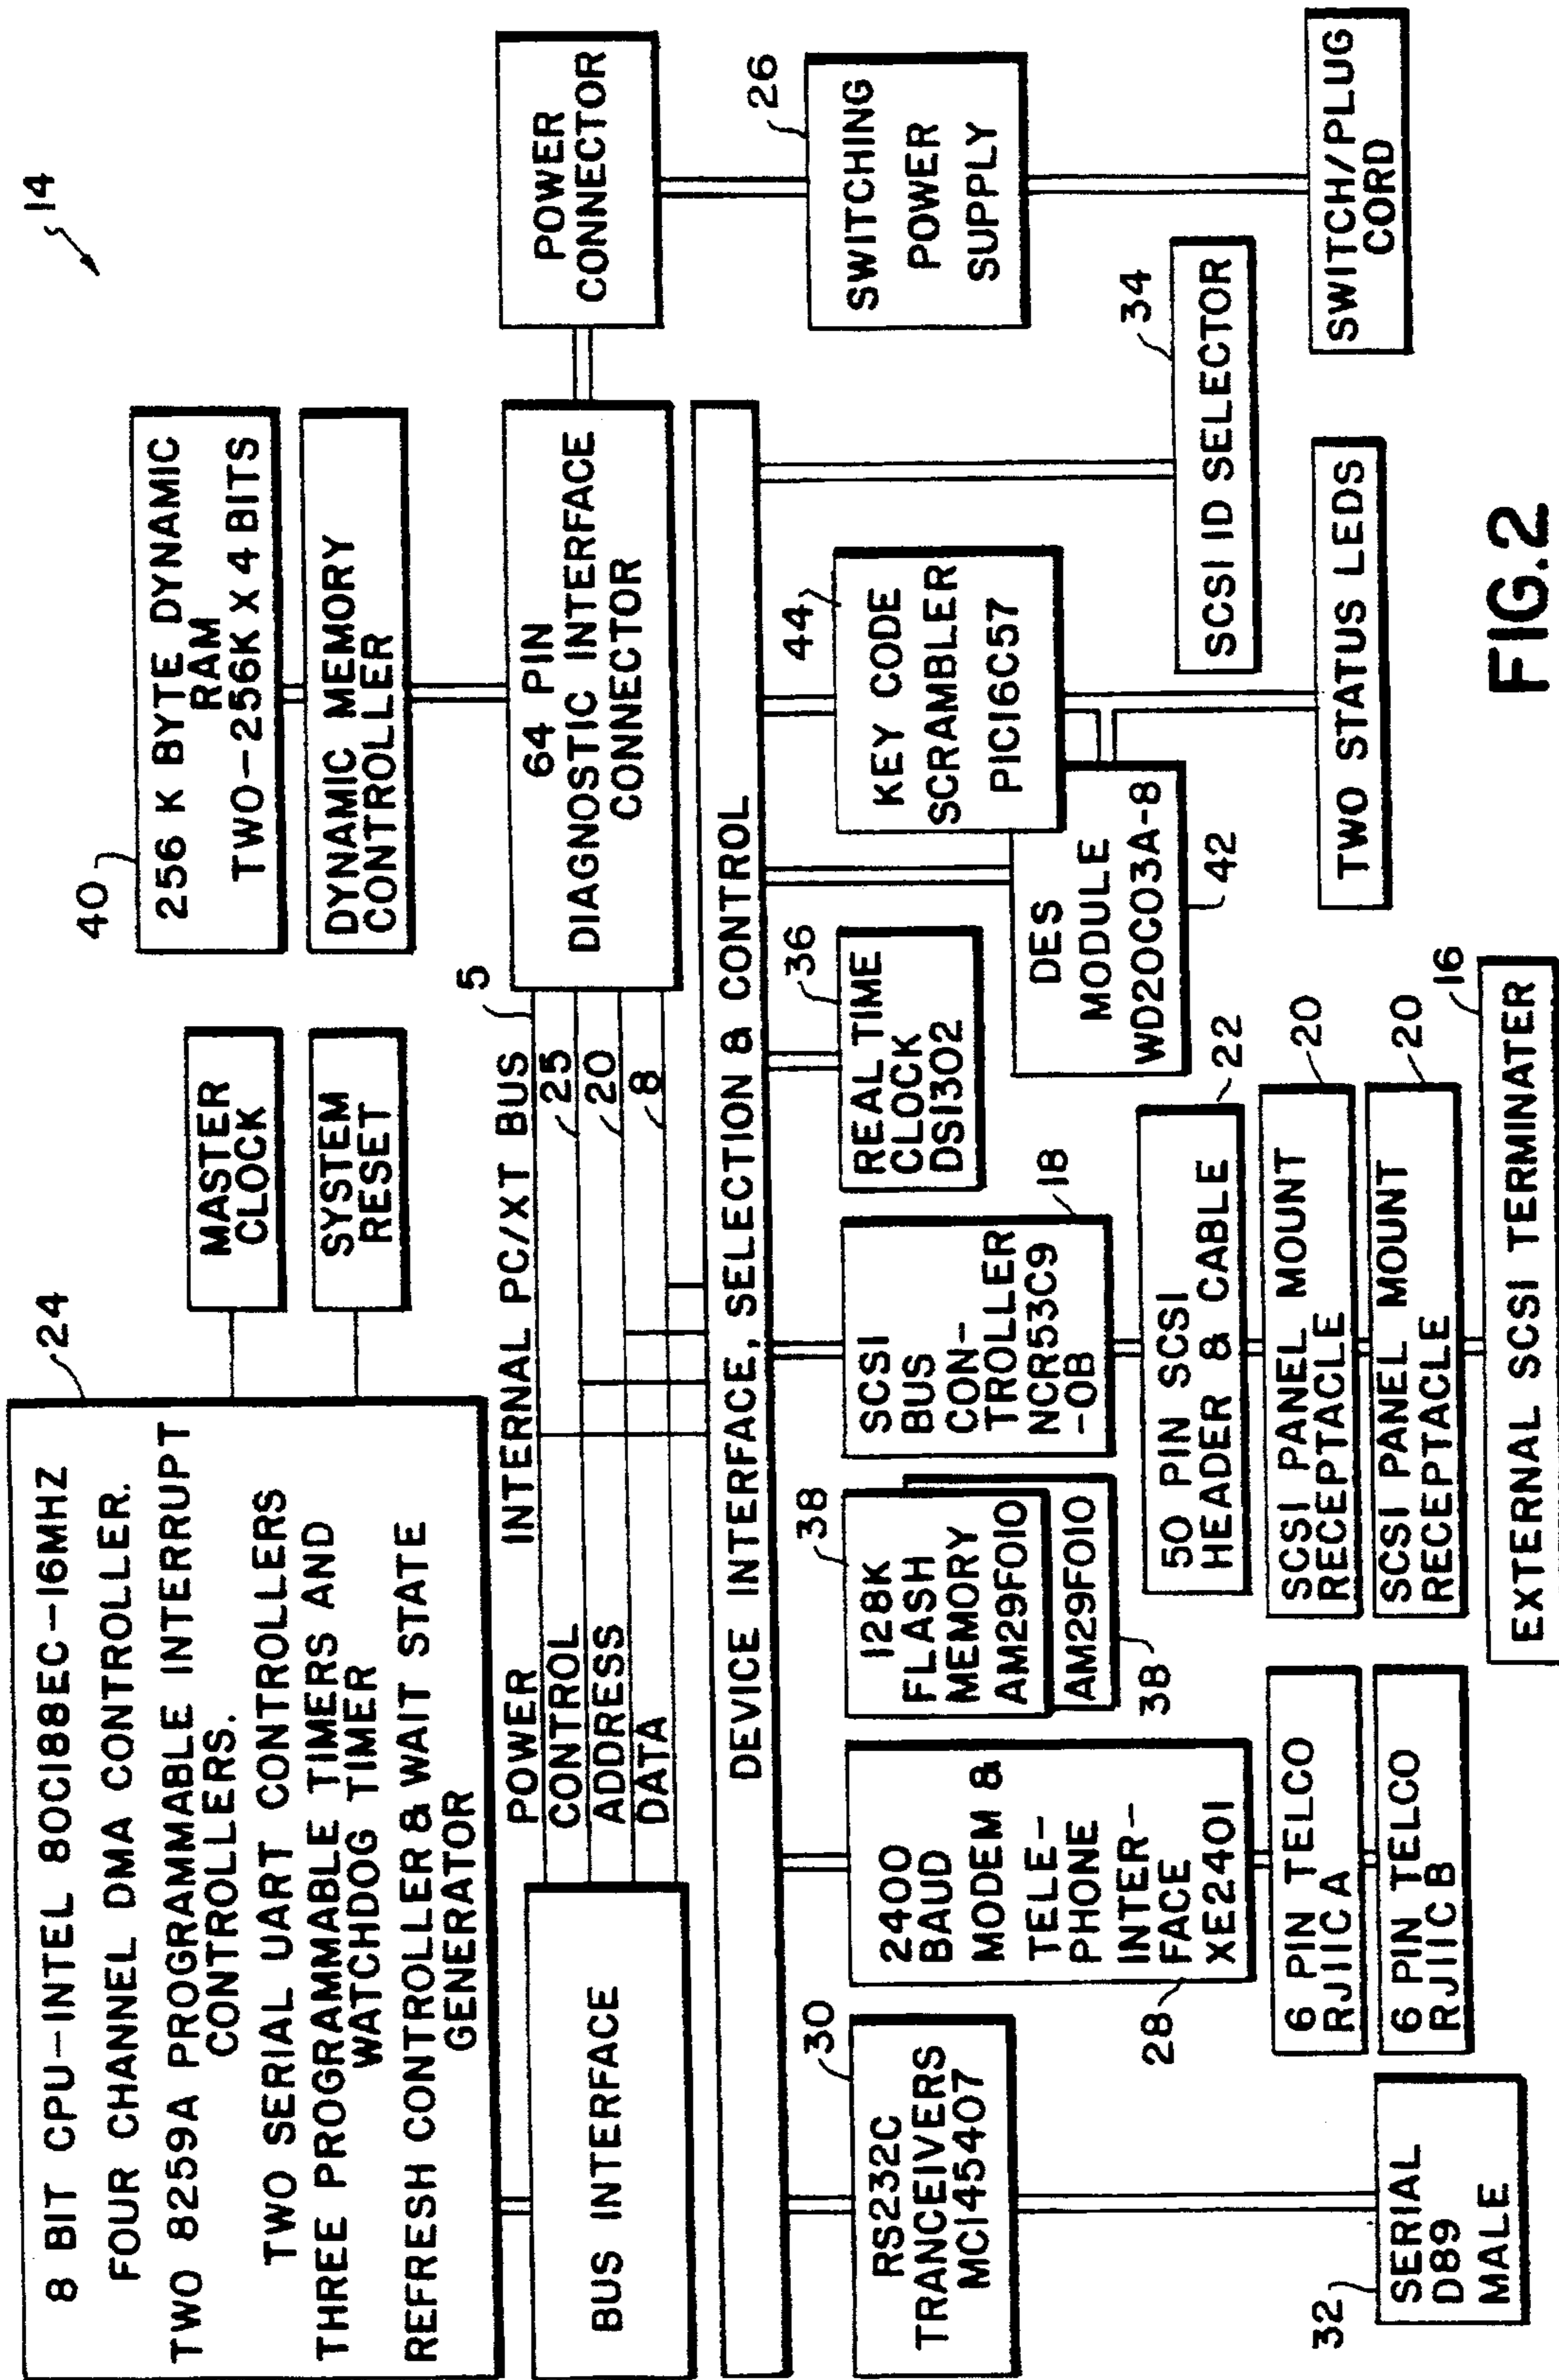 14
24
8 BIT CPU-INTEL 80C188EC-16MHZ
FOUR CHANNEL DMA CONTROLLER.
TWO 8259A PROGRAMMABLE INTERRUPT
CONTROLLERS.
TWO SERIAL UART CONTROLLERS
THREE PROGRAMMABLE TIMERS AND
WATCHDOG TIMER
REFRESH CONTROLLER & WAIT STATE
GENERATOR
MASTER
CLOCK
SYSTEM
RESET
40
256 K BYTE DYNAMIC
RAM
TWO-256K X 4 BITS
DYNAMIC MEMORY
CONTROLLER
BUS INTERFACE
INTERNAL PC/XT BUS
POWER
5
CONTROL
25
ADDRESS
20
DATA
8
64 PIN
DIAGNOSTIC INTERFACE
CONNECTOR
POWER
CONNECTOR
26
SWITCHING
POWER
SUPPLY
SWITCH/PLUG
CORD
DEVICE INTERFACE, SELECTION & CONTROL
30
RS232C
TRANCEIVERS
MC145407
32
SERIAL
D89
MALE
2400
BAUD
MODEM &
TELE-
PHONE
INTER-
FACE
XE2401
28
6 PIN TELCO
RJ11C A
6 PIN TELCO
RJ11C B
38
128K
FLASH
MEMORY
AM29F010
AM29F010
38
SCSI
BUS
CON-
TROLLER
NCR53C9
-0B
18
50 PIN SCSI
HEADER & CABLE
22
SCSI PANEL MOUNT
RECEPTACLE
20
SCSI PANEL MOUNT
RECEPTACLE
20
EXTERNAL SCSI TERMINATER
16
36
REAL TIME
CLOCK
DS1302
DES
MODULE
WD20C03A-8
42
44
KEY CODE
SCRAMBLER
PIC16C57
TWO STATUS LEDS
34
SCSI ID SELECTOR
FIG.2